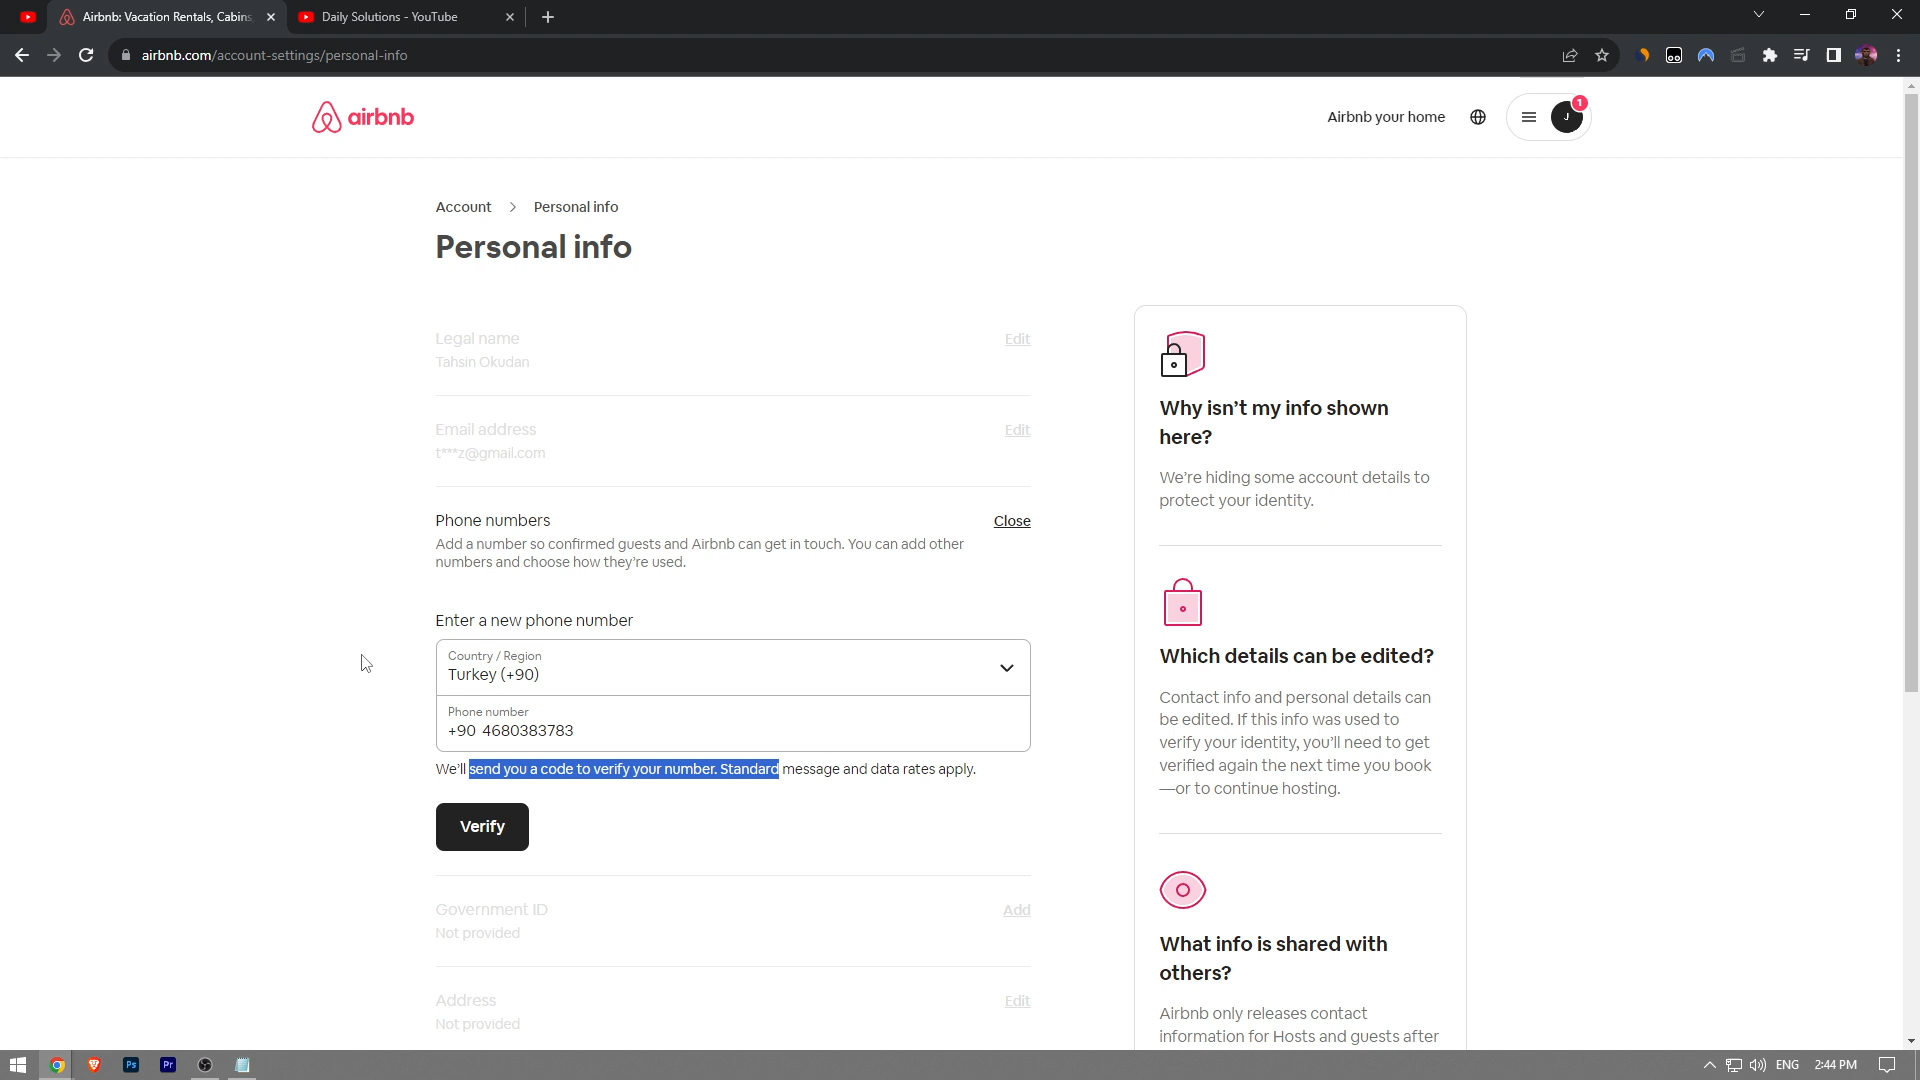 Airbnb: Vacation Rentals, Cabins,
Daily Solutions - YouTube
airbnb.com/account-settings/personal-info
airbnb
Airbnb your home
J
1
Account > Personal info
Personal info
Legal name
Edit
Tahsin Okudan
Email address
Edit
t***z@gmail.com
Phone numbers
Close
Add a number so confirmed guests and Airbnb can get in touch. You can add other
numbers and choose how they're used.
Enter a new phone number
Country / Region
Turkey (+90)
Phone number
+90 4680383783
We'll send you a code to verify your number. Standard message and data rates apply.
Verify
Government ID
Add
Not provided
Address
Edit
Not provided
Why isn't my info shown
here?
We're hiding some account details to
protect your identity.
Which details can be edited?
Contact info and personal details can
be edited. If this info was used to
verify your identity, you'll need to get
verified again the next time you book
—or to continue hosting.
What info is shared with
others?
Airbnb only releases contact
information for Hosts and guests after
Ps
Pr
ENG
2:44 PM